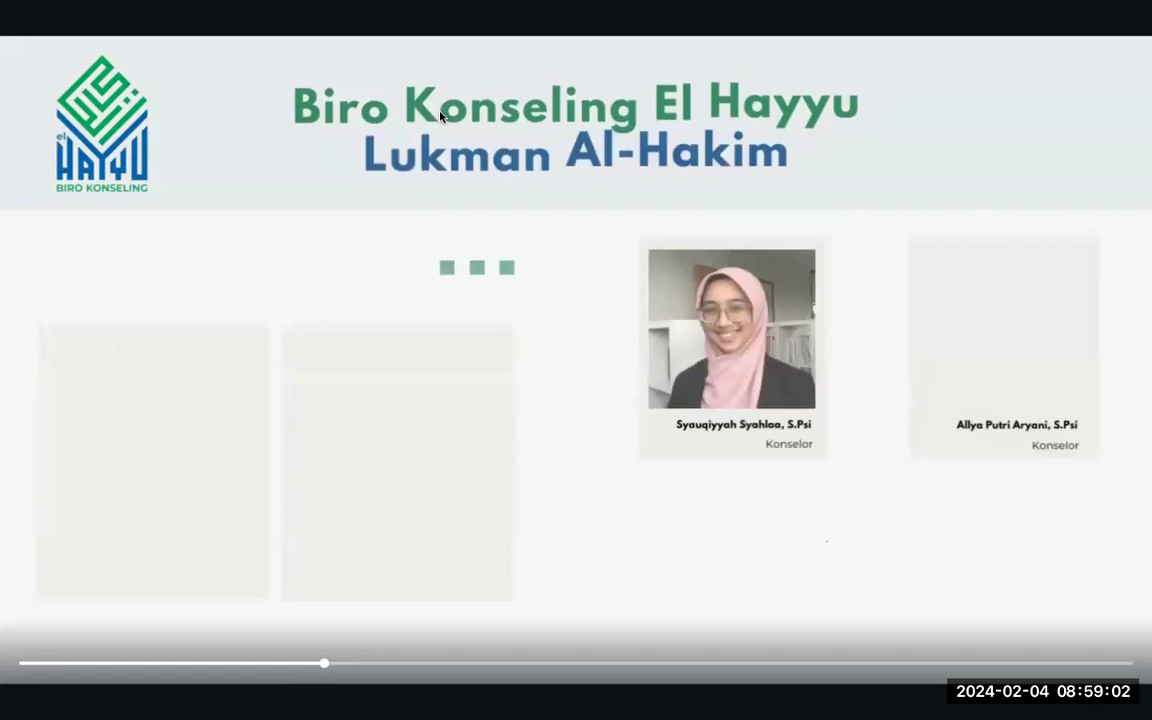 el
HAYYU
BIRO KONSELING
Biro Konseling El Hayyu
Lukman Al-Hakim
Syauqiyyah Syahlaa, S.Psi
Konselor
Allya Putri Aryani, S.Psi
Konselor
2024-02-04 08:59:02